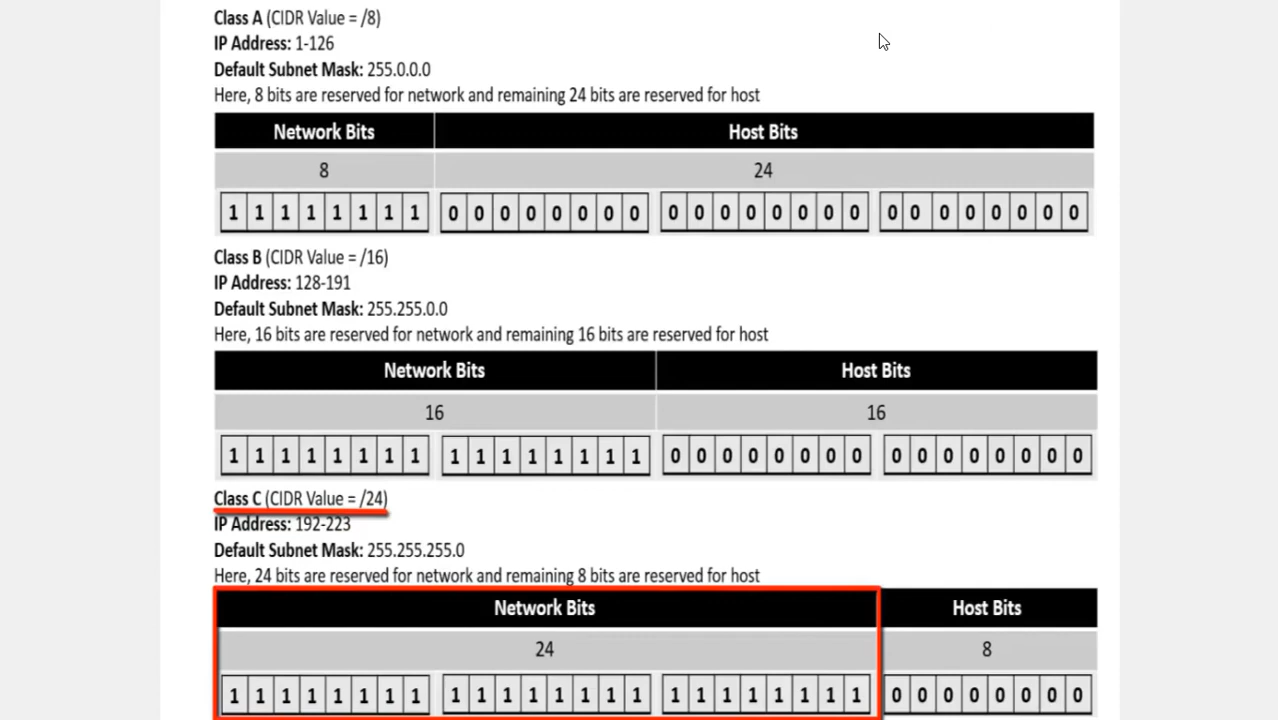 Class A (CIDR Value = /8)
IP Address: 1-126
Default Subnet Mask: 255.0.0.0
Here, 8 bits are reserved for network and remaining 24 bits are reserved for host
Network Bits Host Bits
8 24
1 1 1 1 1 1 1 1 0 0 0 0 0 0 0 0 0 0 0 0 0 0 0 0 0 0 0 0 0 0 0 0
Class B (CIDR Value = /16)
IP Address: 128-191
Default Subnet Mask: 255.255.0.0
Here, 16 bits are reserved for network and remaining 16 bits are reserved for host
Network Bits Host Bits
16 16
1 1 1 1 1 1 1 1 1 1 1 1 1 1 1 1 0 0 0 0 0 0 0 0 0 0 0 0 0 0 0 0
Class C (CIDR Value = /24)
IP Address: 192-223
Default Subnet Mask: 255.255.255.0
Here, 24 bits are reserved for network and remaining 8 bits are reserved for host
Network Bits Host Bits
24 8
1 1 1 1 1 1 1 1 1 1 1 1 1 1 1 1 1 1 1 1 1 1 1 1 0 0 0 0 0 0 0 0